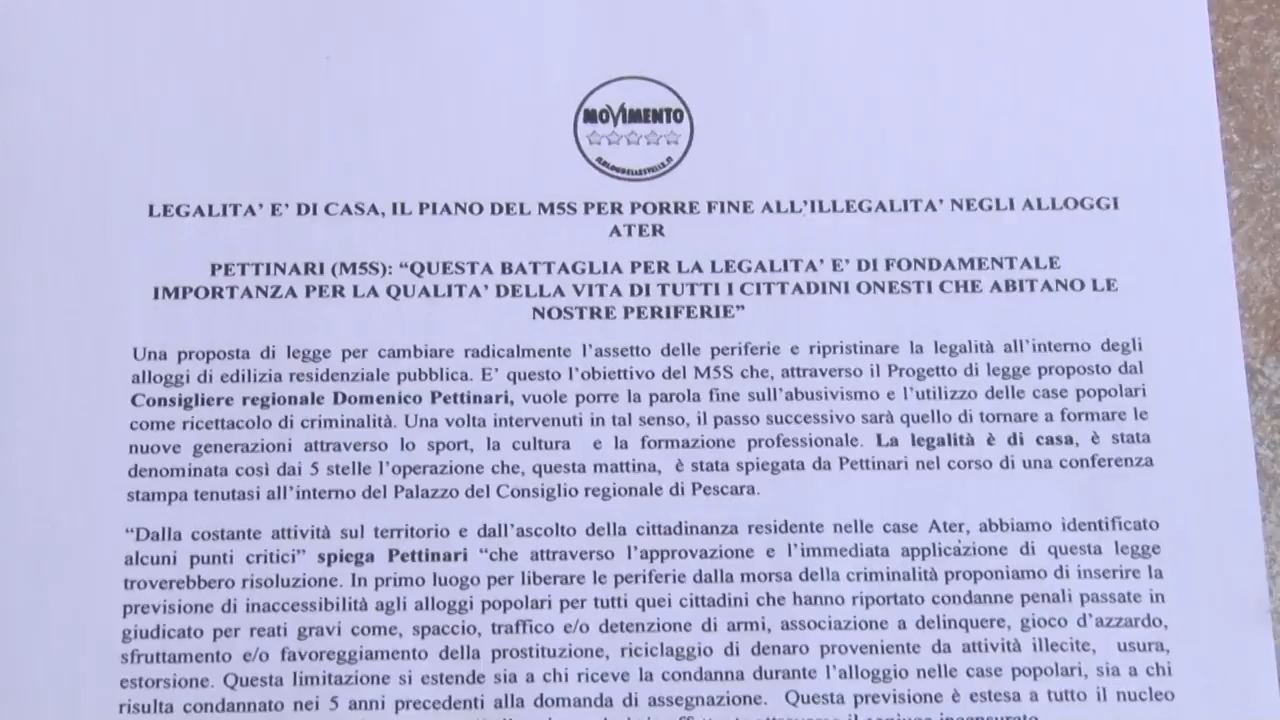 MOVIMENTO
ILBLOGDELLESTELLE.IT
LEGALITA' E' DI CASA, IL PIANO DEL M5S PER PORRE FINE ALL'ILLEGALITA' NEGLI ALLOGGI
ATER
PETTINARI (M5S): “QUESTA BATTAGLIA PER LA LEGALITA' E' DI FONDAMENTALE
IMPORTANZA PER LA QUALITA' DELLA VITA DI TUTTI I CITTADINI ONESTI CHE ABITANO LE
NOSTRE PERIFERIE”
Una proposta di legge per cambiare radicalmente l'assetto delle periferie e ripristinare la legalità all'interno degli
alloggi di edilizia residenziale pubblica. E' questo l'obiettivo del M5S che, attraverso il Progetto di legge proposto dal
Consigliere regionale Domenico Pettinari, vuole porre la parola fine sull'abusivismo e l'utilizzo delle case popolari
come ricettacolo di criminalità. Una volta intervenuti in tal senso, il passo successivo sarà quello di tornare a formare le
nuove generazioni attraverso lo sport, la cultura e la formazione professionale. La legalità è di casa, è stata
denominata così dai 5 stelle l'operazione che, questa mattina, è stata spiegata da Pettinari nel corso di una conferenza
stampa tenutasi all'interno del Palazzo del Consiglio regionale di Pescara.
“Dalla costante attività sul territorio e dall'ascolto della cittadinanza residente nelle case Ater, abbiamo identificato
alcuni punti critici” spiega Pettinari “che attraverso l'approvazione e l'immediata applicazione di questa legge
troverebbero risoluzione. In primo luogo per liberare le periferie dalla morsa della criminalità proponiamo di inserire la
previsione di inaccessibilità agli alloggi popolari per tutti quei cittadini che hanno riportato condanne penali passate in
giudicato per reati gravi come, spaccio, traffico e/o detenzione di armi, associazione a delinquere, gioco d'azzardo,
sfruttamento e/o favoreggiamento della prostituzione, riciclaggio di denaro proveniente da attività illecite, usura,
estorsione. Questa limitazione si estende sia a chi riceve la condanna durante l'alloggio nelle case popolari, sia a chi
risulta condannato nei 5 anni precedenti alla domanda di assegnazione. Questa previsione è estesa a tutto il nucleo